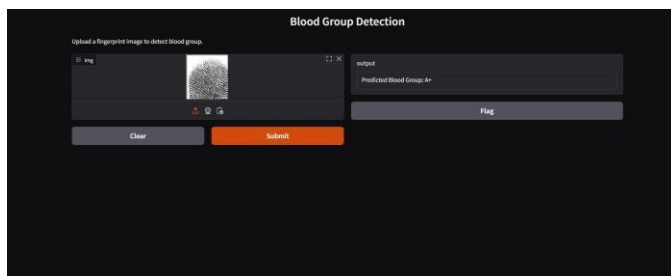 Blood Group Detection
Upload a fingerprint image to detect blood group.
img
output
Predicted Blood Group: A+
Flag
Clear
Submit